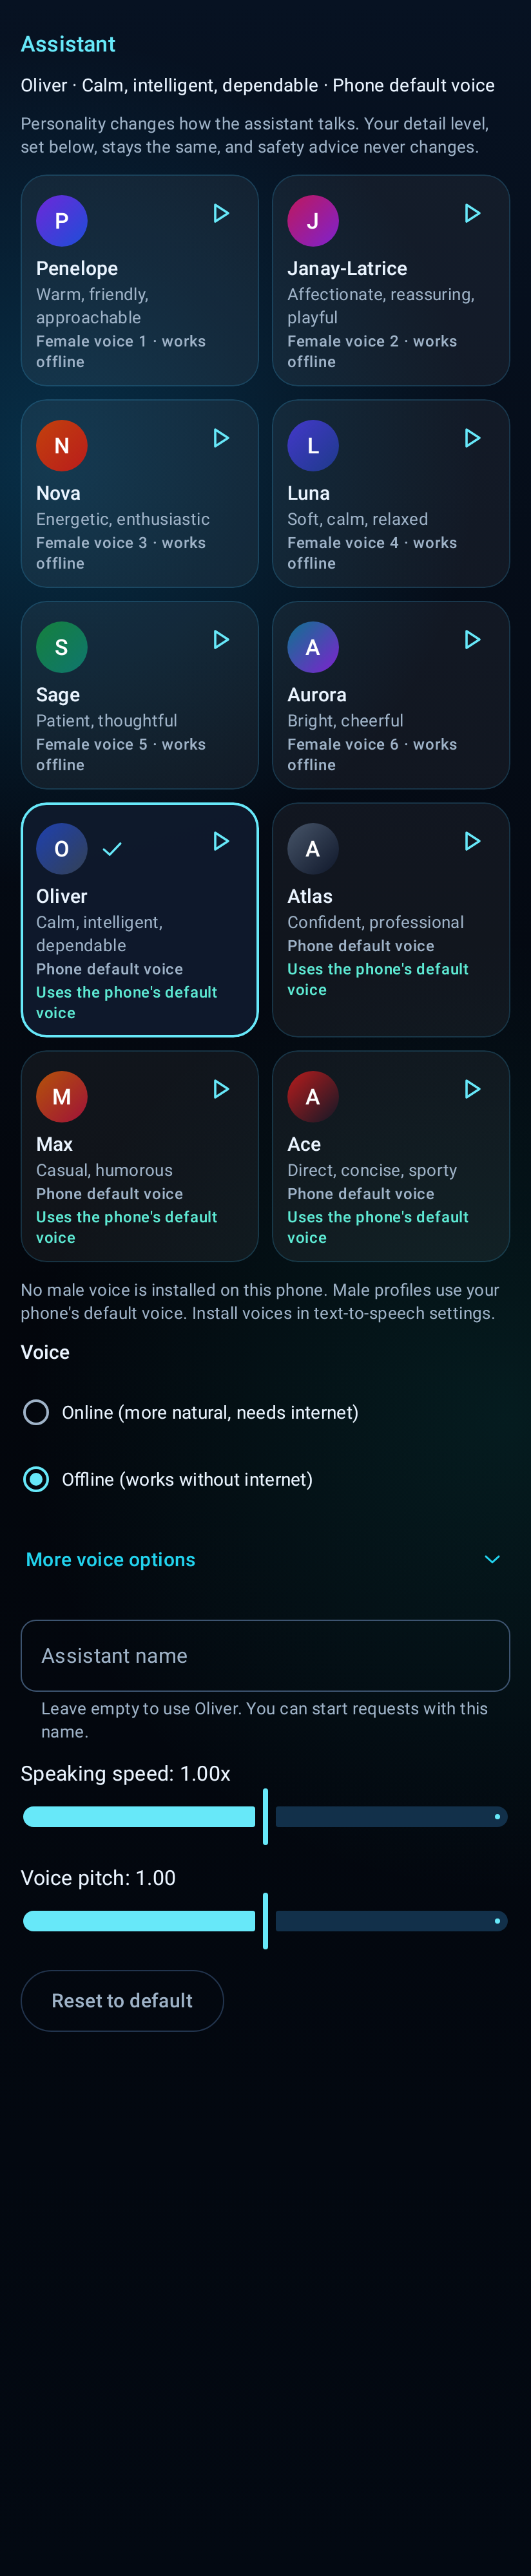 Assistant
Oliver · Calm, intelligent, dependable · Phone default voice
Personality changes how the assistant talks. Your detail level,
set below, stays the same, and safety advice never changes.
P
Penelope
Warm, friendly,
approachable
Female voice 1 · works
offline
J
Janay-Latrice
Affectionate, reassuring,
playful
Female voice 2 · works
offline
N
Nova
Energetic, enthusiastic
Female voice 3 · works
offline
L
Luna
Soft, calm, relaxed
Female voice 4 · works
offline
S
Sage
Patient, thoughtful
Female voice 5 · works
offline
A
Aurora
Bright, cheerful
Female voice 6 · works
offline
O
Oliver
Calm, intelligent,
dependable
Phone default voice
Uses the phone's default
voice
A
Atlas
Confident, professional
Phone default voice
Uses the phone's default
voice
M
Max
Casual, humorous
Phone default voice
Uses the phone's default
voice
A
Ace
Direct, concise, sporty
Phone default voice
Uses the phone's default
voice
No male voice is installed on this phone. Male profiles use your
phone's default voice. Install voices in text-to-speech settings.
Voice
Online (more natural, needs internet)
Offline (works without internet)
More voice options
Assistant name
Leave empty to use Oliver. You can start requests with this
name.
Speaking speed: 1.00x
Voice pitch: 1.00
Reset to default